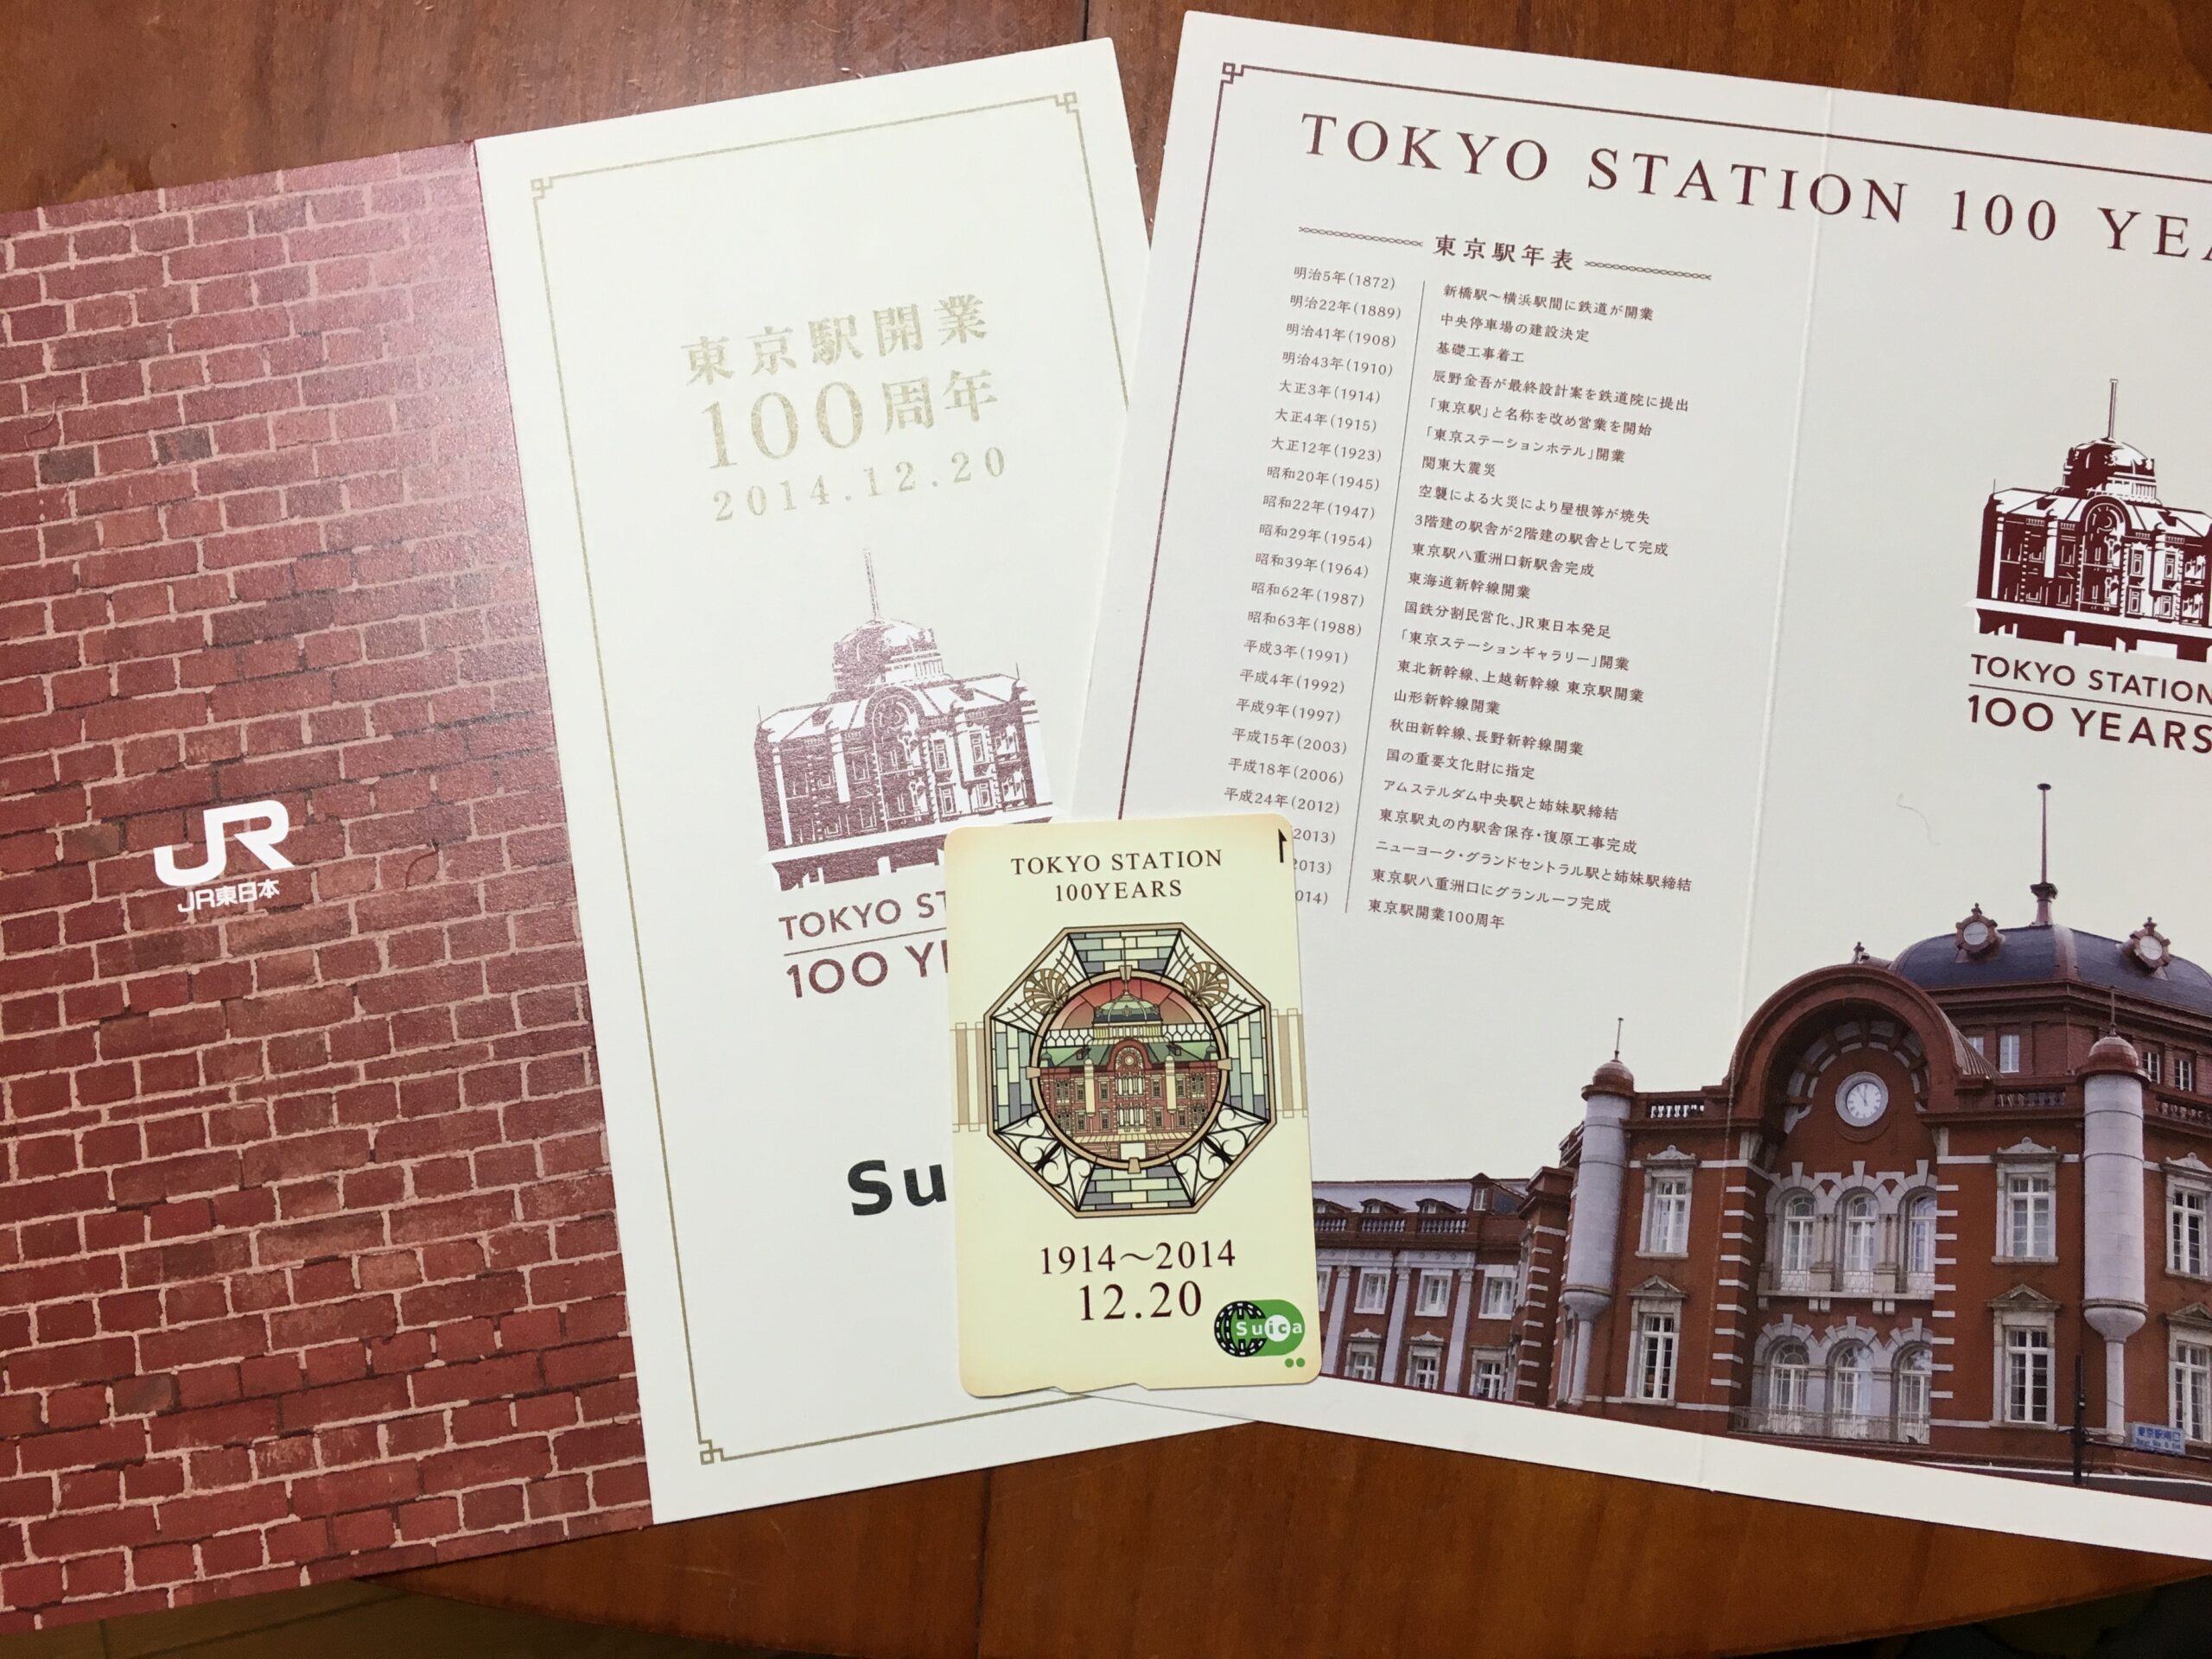 JR
JR東日本
東京駅開業
100周年
2014.12.20
TOKYO ST
100 Y
Su
TOKYO STATION
100YEARS
1914～2014
12.20
Suica
TOKYO STATION 100 YEA
東京駅年表
明治5年(1872) 新橋駅～横浜駅間に鉄道が開業
明治22年(1889) 中央停車場の建設決定
明治41年(1908) 基礎工事着工
明治43年(1910) 辰野金吾が最終設計案を鉄道院に提出
大正3年(1914) 「東京駅」と名称を改め営業を開始
大正4年(1915) 「東京ステーションホテル」開業
大正12年(1923) 関東大震災
昭和20年(1945) 空襲による火災により屋根等が焼失
昭和22年(1947) 3階建の駅舎が2階建の駅舎として完成
昭和29年(1954) 東京駅八重洲口新駅舎完成
昭和39年(1964) 東海道新幹線開業
昭和62年(1987) 国鉄分割民営化、JR東日本発足
昭和63年(1988) 「東京ステーションギャラリー」開業
平成3年(1991) 東北新幹線、上越新幹線 東京駅開業
平成4年(1992) 山形新幹線開業
平成9年(1997) 秋田新幹線、長野新幹線開業
平成15年(2003) 国の重要文化財に指定
平成18年(2006) アムステルダム中央駅と姉妹駅締結
平成24年(2012) 東京駅丸の内駅舎保存・復原工事完成
2013) ニューヨーク・グランドセントラル駅と姉妹駅締結
2013) 東京駅八重洲口にグランルーフ完成
014) 東京駅開業100周年
TOKYO STATION
100 YEARS
東京駅南口